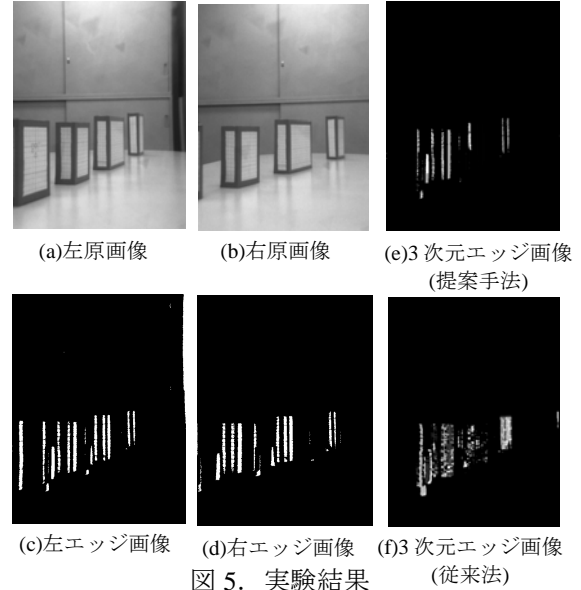 (a)左原画像
(b)右原画像
(e)3 次元エッジ画像
(提案手法)
(c)左エッジ画像
(d)右エッジ画像
(f)3 次元エッジ画像
(従来法)
図 5. 実験結果